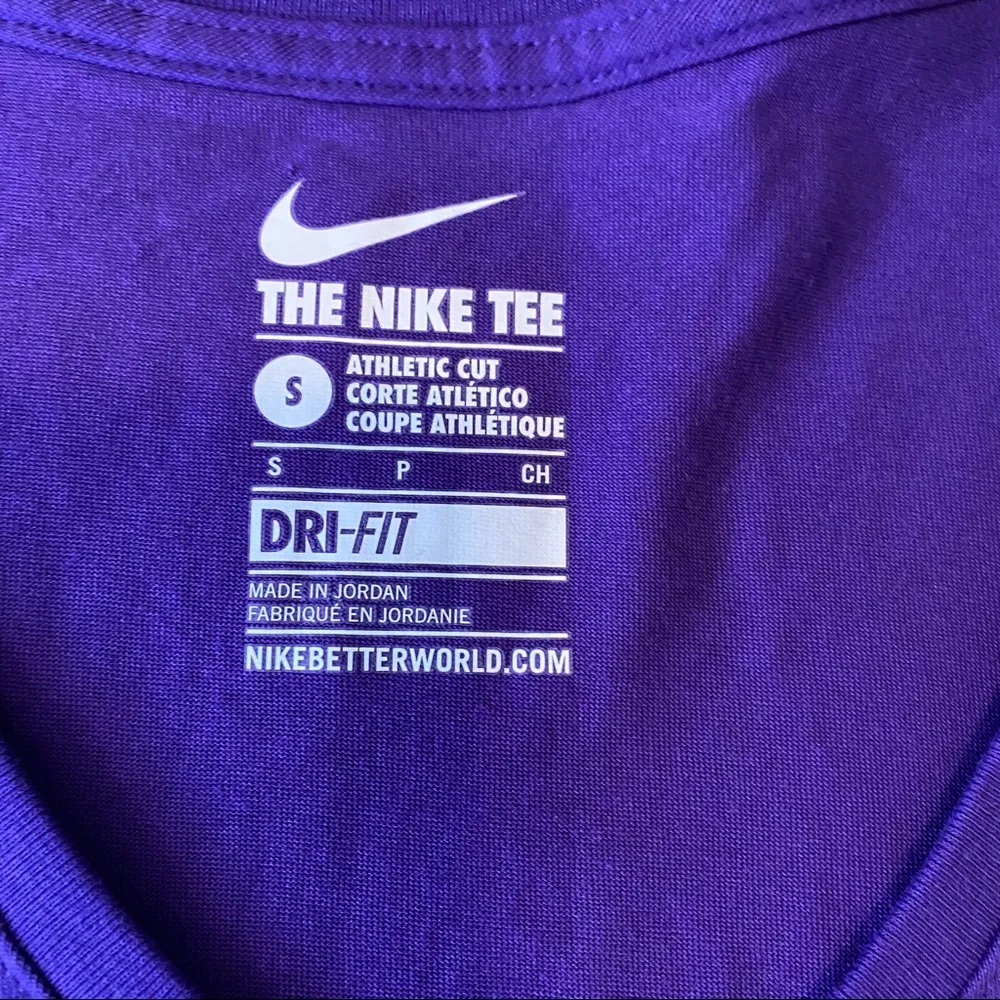 THE NIKE TEE
S
ATHLETIC CUT
CORTE ATLÉTICO
COUPE ATHLÉTIQUE
S P CH
DRI-FIT
MADE IN JORDAN
FABRIQUÉ EN JORDANIE
NIKEBETTERWORLD.COM